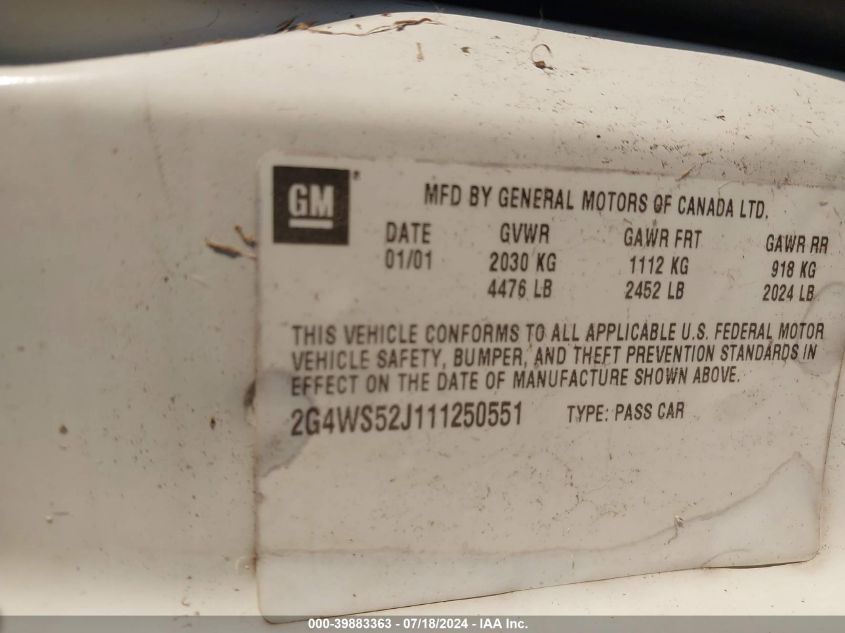 GM®
MFD BY GENERAL MOTORS OF CANADA LTD.
DATE GVWR GAWR FRT GAWR RR
01/01 2030 KG 1112 KG 918 KG
4476 LB 2452 LB 2024 LB
THIS VEHICLE CONFORMS TO ALL APPLICABLE U.S. FEDERAL MOTOR
VEHICLE SAFETY, BUMPER, AND THEFT PREVENTION STANDARDS IN
EFFECT ON THE DATE OF MANUFACTURE SHOWN ABOVE.
2G4WS52J111250551 TYPE: PASS CAR
000-39883363 - 07/18/2024 - IAA Inc.